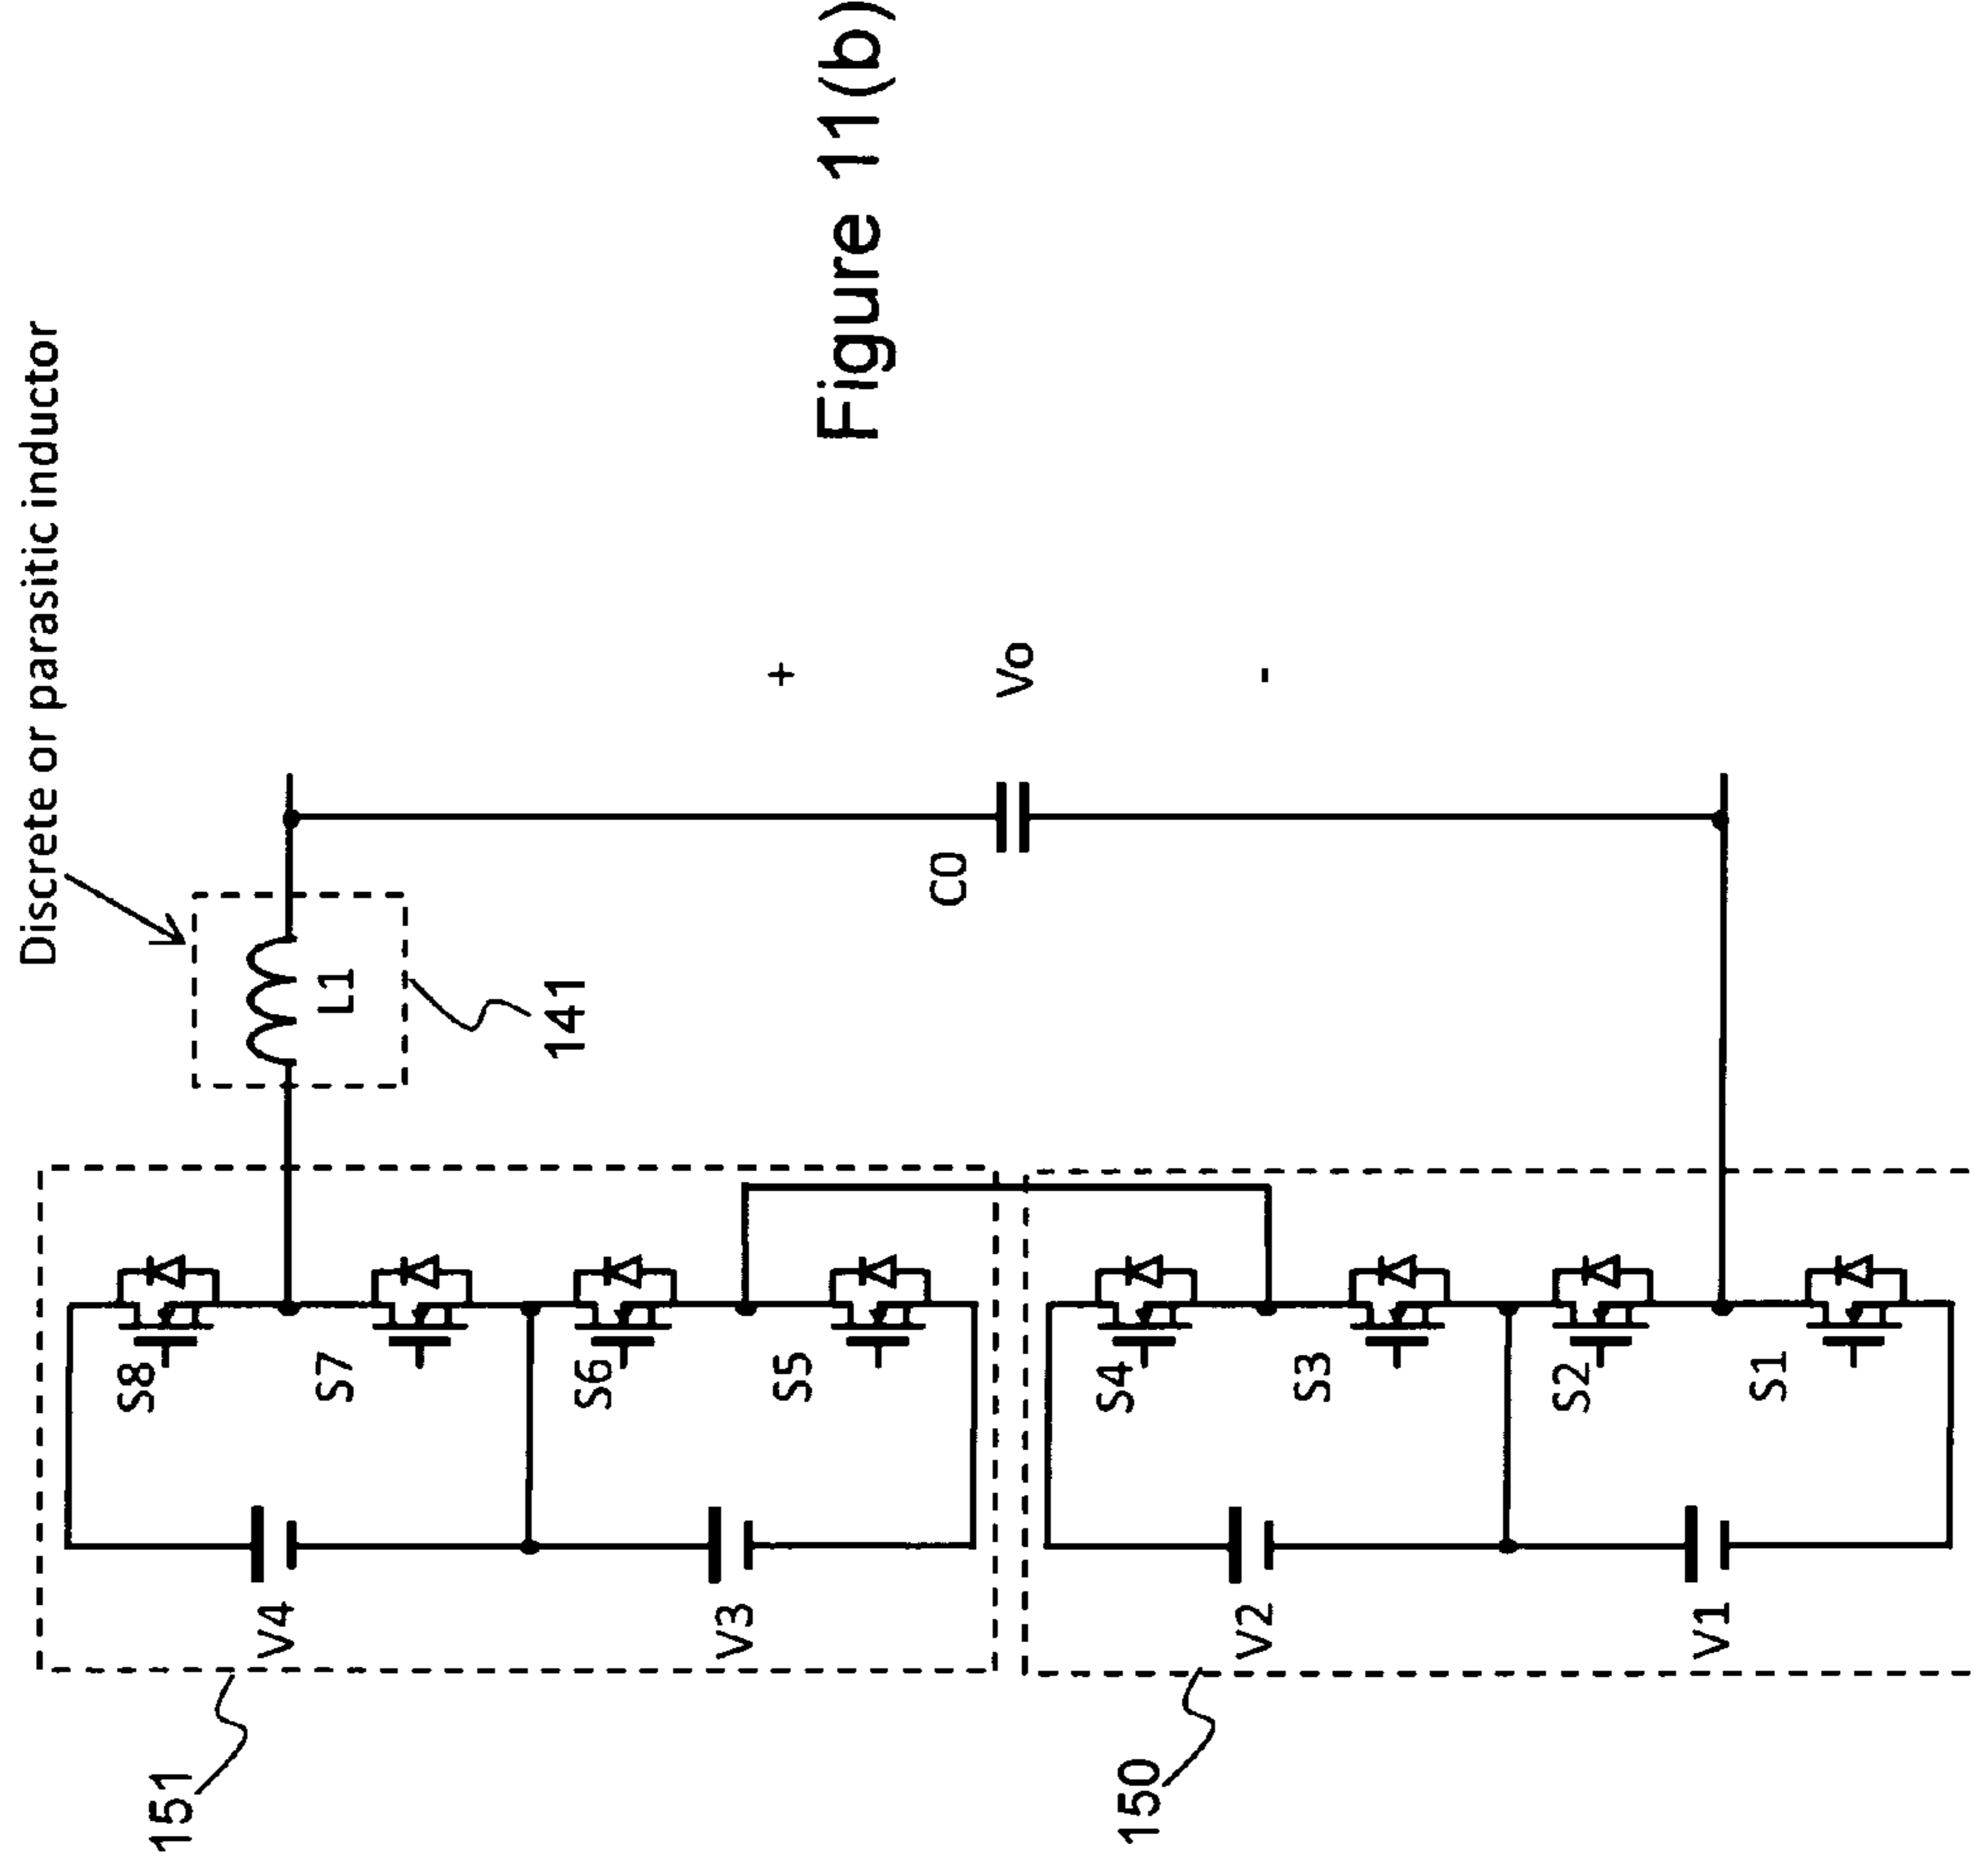 Discrete or parasitic inductor
L1
141
S8
S7
S6
S5
V4
V3
151
S4
S3
S2
S1
V2
V1
150
CO
+
Vo
-
Figure 11(b)